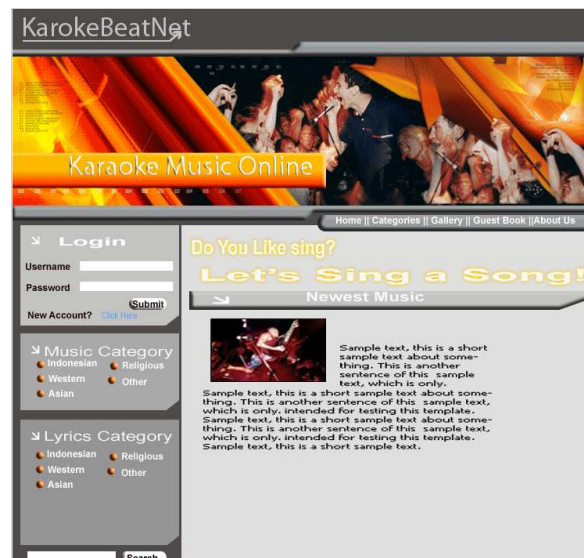 KarokeBeatNet
Karaoke Music Online
Home || Categories || Gallery || Guest Book ||About Us
Login
Username
Password
Submit
New Account? Click Here
Music Category
Indonesian
Religious
Western
Other
Asian
Lyrics Category
Indonesian
Religious
Western
Other
Asian
Search
Do You Like sing?
Let's Sing a Song!
Newest Music
Sample text, this is a short
sample text about some-
thing. This is another
sentence of this sample
text, which is only.
Sample text, this is a short sample text about some-
thing. This is another sentence of this sample text,
which is only. intended for testing this template.
Sample text, this is a short sample text about some-
thing. This is another sentence of this sample text,
which is only. intended for testing this template.
Sample text, this is a short sample text.